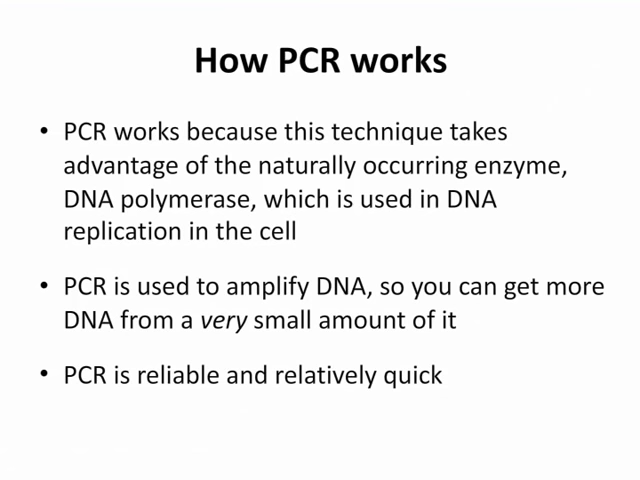 How PCR works
• PCR works because this technique takes
advantage of the naturally occurring enzyme,
DNA polymerase, which is used in DNA
replication in the cell
• PCR is used to amplify DNA, so you can get more
DNA from a very small amount of it
• PCR is reliable and relatively quick